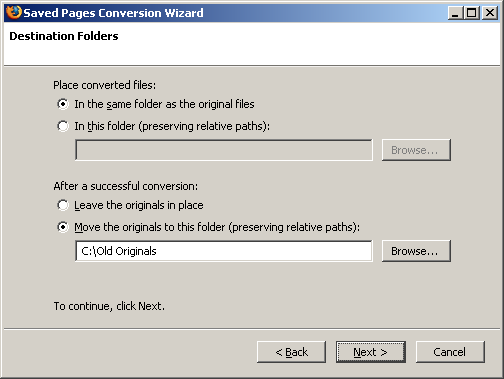 Saved Pages Conversion Wizard
Destination Folders
Place converted files:
In the same folder as the original files
In this folder (preserving relative paths):
Browse...
After a successful conversion:
Leave the originals in place
Move the originals to this folder (preserving relative paths):
C:\Old Originals
Browse...
To continue, click Next.
< Back
Next >
Cancel